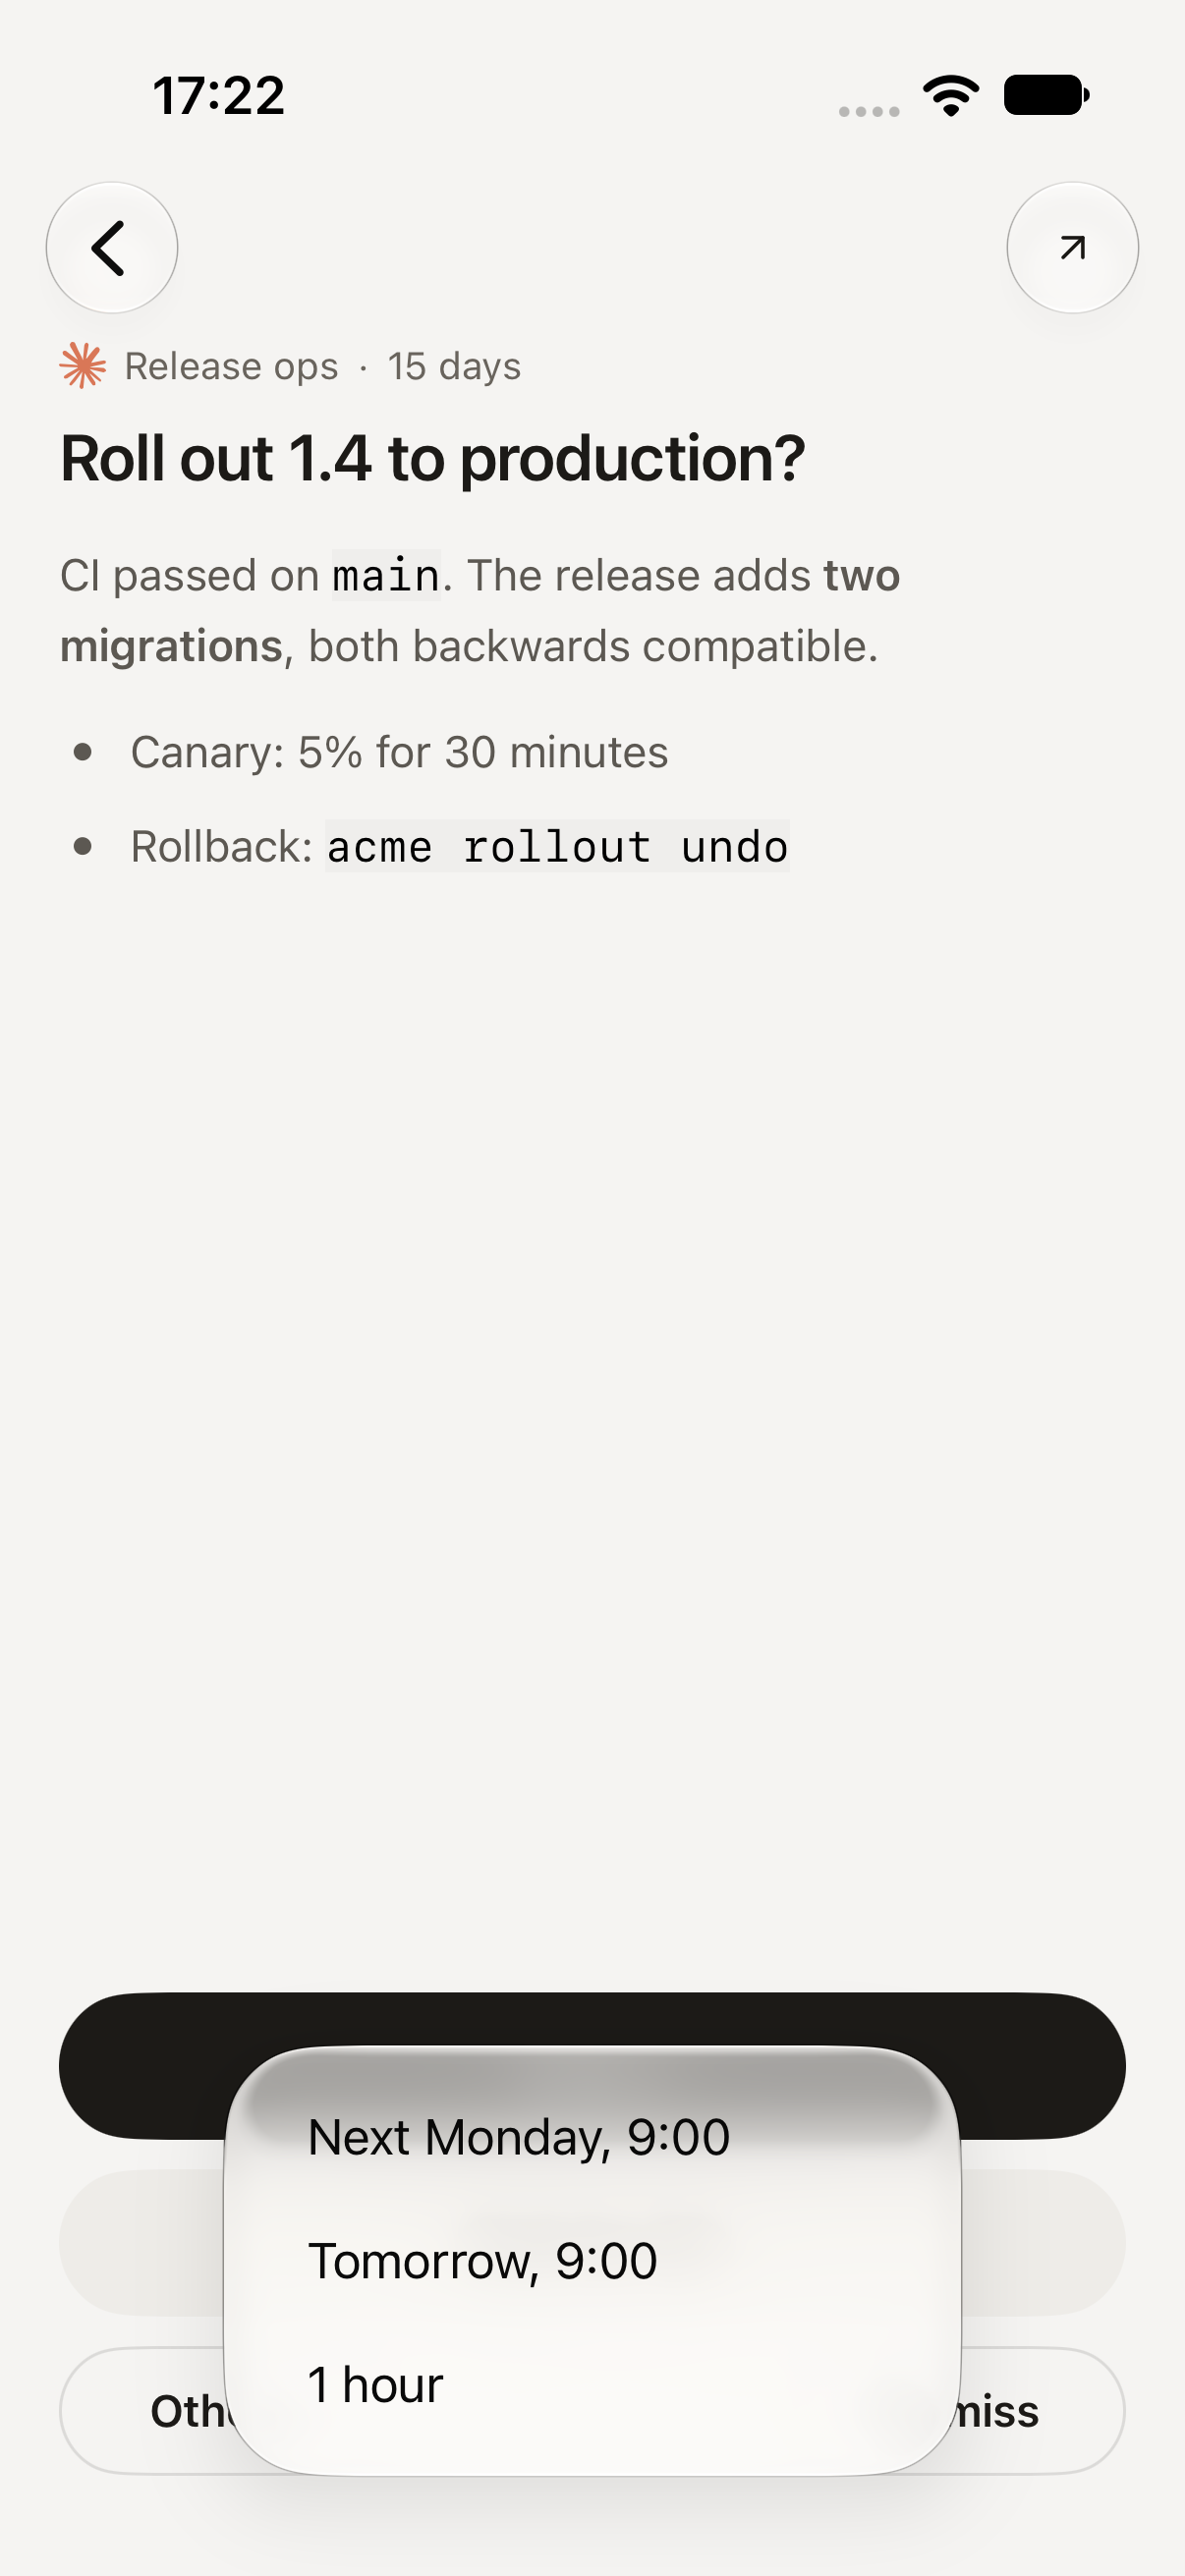 17:22
Release ops · 15 days
Roll out 1.4 to production?
CI passed on main. The release adds two
migrations, both backwards compatible.
• Canary: 5% for 30 minutes
• Rollback: acme rollout undo
Next Monday, 9:00
Tomorrow, 9:00
1 hour